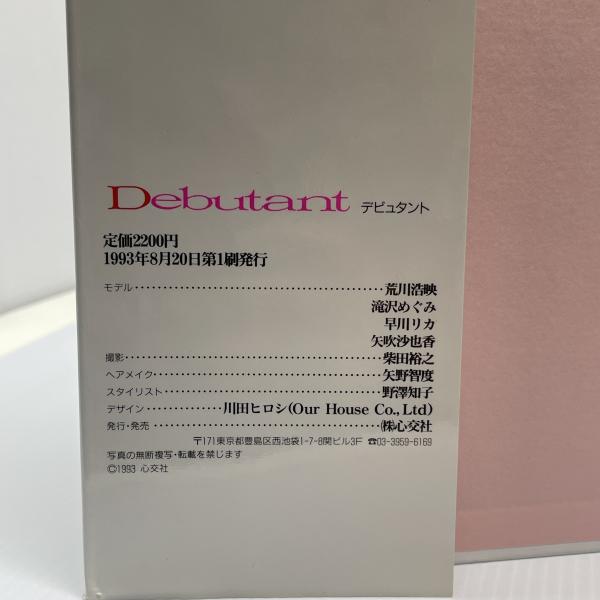 Debutant デビュタント
定価2200円
1993年8月20日第1刷発行
モデル・・・・・・・・・・・・・・・・・・・・・・・・・・・・・・・・・荒川浩映
滝沢めぐみ
早川リカ
矢吹沙也香
撮影・・・・・・・・・・・・・・・・・・・・・・・・・・・・・・・・・・柴田裕之
ヘアメイク・・・・・・・・・・・・・・・・・・・・・・・・・・・・・矢野智度
スタイリスト・・・・・・・・・・・・・・・・・・・・・・・・・・・・野澤知子
デザイン・・・・・・・・・・川田ヒロシ(Our House Co.,Ltd)
発行・発売・・・・・・・・・・・・・・・・・・・・・・・・・・・・・㈱心交社
〒171東京都豊島区西池袋1-7-8関ビル3F ☎03-3959-6169
写真の無断複写・転載を禁じます
©1993 心交社